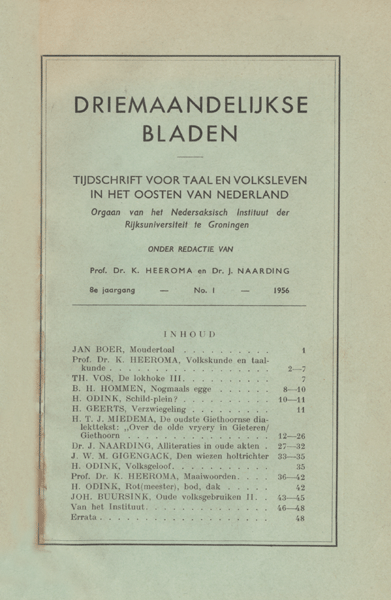 DRIEMAANDELIJKSE
BLADEN
TIJDSCHRIFT VOOR TAAL EN VOLKSLEVEN
IN HET OOSTEN VAN NEDERLAND
Orgaan van het Nedersaksisch Instituut der
Rijksuniversiteit te Groningen
ONDER REDACTIE VAN
Prof. Dr. K. HEEROMA en Dr. J. NAARDING
8e jaargang — No. 1 — 1956
INHOUD
JAN BOER, Moudertoal . . . . . . . . . . 1
Prof. Dr. K. HEEROMA, Volkskunde en taal-
kunde . . . . . . . . . . . . . . . 2—7
TH. VOS, De lokhoke III . . . . . . . . . 7
B. H. HOMMEN, Nogmaals egge . . . . . . 8—10
H. ODINK, Schild-plein? . . . . . . . . . 10—11
H. GEERTS, Verzwiegeling . . . . . . . . 11
H. T. J. MIEDEMA, De oudste Giethoornse dia-
lekttekst: „Over de olde vryery in Gieteren/
Giethoorn . . . . . . . . . . . . . . 12—26
Dr. J. NAARDING, Alliteraties in oude akten . 27—32
J. W. M. GIGENGACK, Den wiezen holtrichter 33—35
H. ODINK, Volksgeloof . . . . . . . . . . 35
Prof. Dr. K. HEEROMA, Maaiwoorden . . . . 36—42
H. ODINK, Rot(meester), bod, dak . . . . . 42
JOH. BUURSINK, Oude volksgebruiken II . . 43—45
Van het Instituut . . . . . . . . . . . . 46—48
Errata . . . . . . . . . . . . . . . . 48